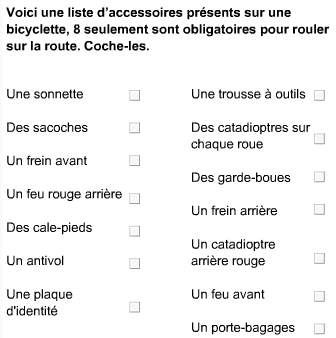 Voici une liste d'accessoires présents sur une
bicyclette, 8 seulement sont obligatoires pour rouler
sur la route. Coche-les.
Une sonnette
Des sacoches
Un frein avant
Un feu rouge arrière
Des cale-pieds
Un antivol
Une plaque
d'identité
Une trousse à outils
Des catadioptres sur
chaque roue
Des garde-boues
Un frein arrière
Un catadioptre
arrière rouge
Un feu avant
Un porte-bagages